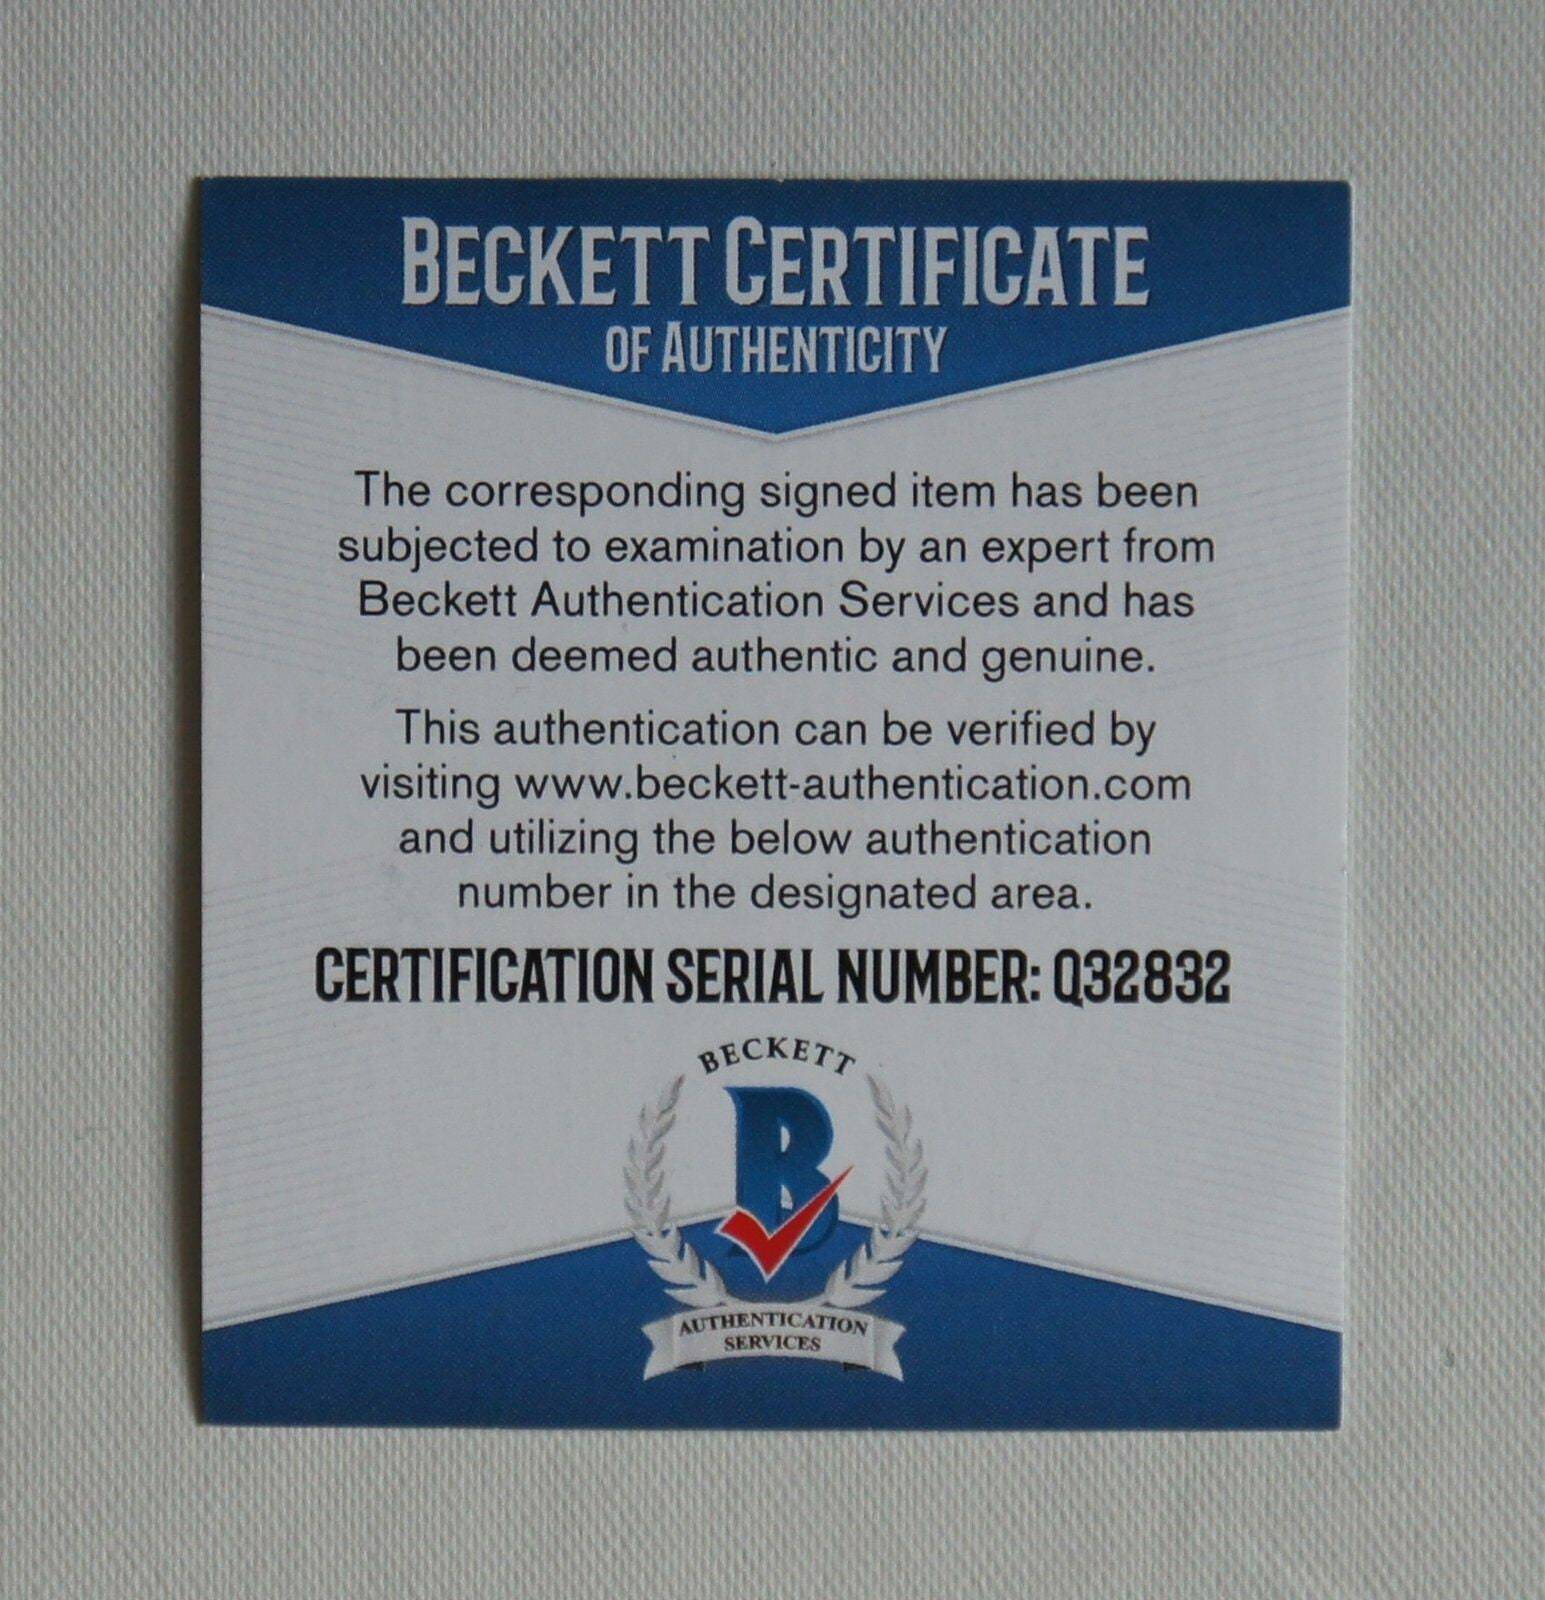 BECKETT CERTIFICATE
OF AUTHENTICITY
The corresponding signed item has been
subjected to examination by an expert from
Beckett Authentication Services and has
been deemed authentic and genuine.
This authentication can be verified by
visiting www.beckett-authentication.com
and utilizing the below authentication
number in the designated area.
CERTIFICATION SERIAL NUMBER: Q32832
BECKETT
B
AUTHENTICATION
SERVICES